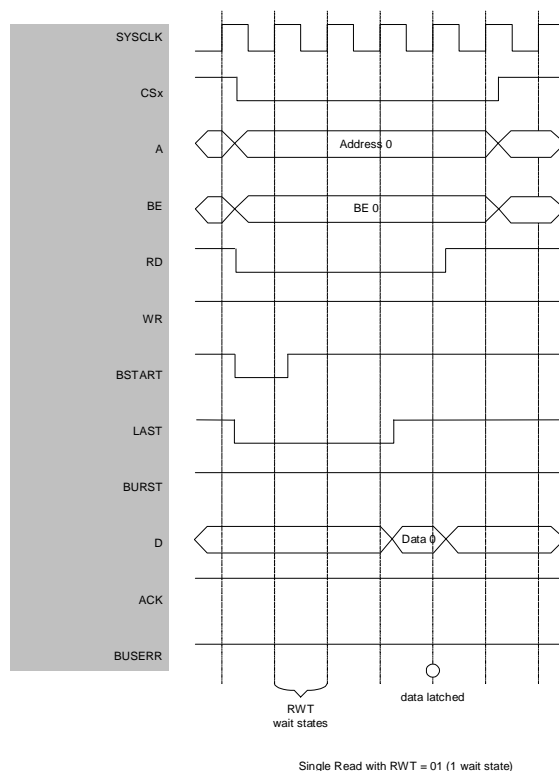 SYSCLK
CSx
A
Address 0
BE
BE 0
RD
WR
BSTART
LAST
BURST
D
Data 0
ACK
BUSERR
data latched
RWT
wait states
Single Read with RWT = 01 (1 wait state)